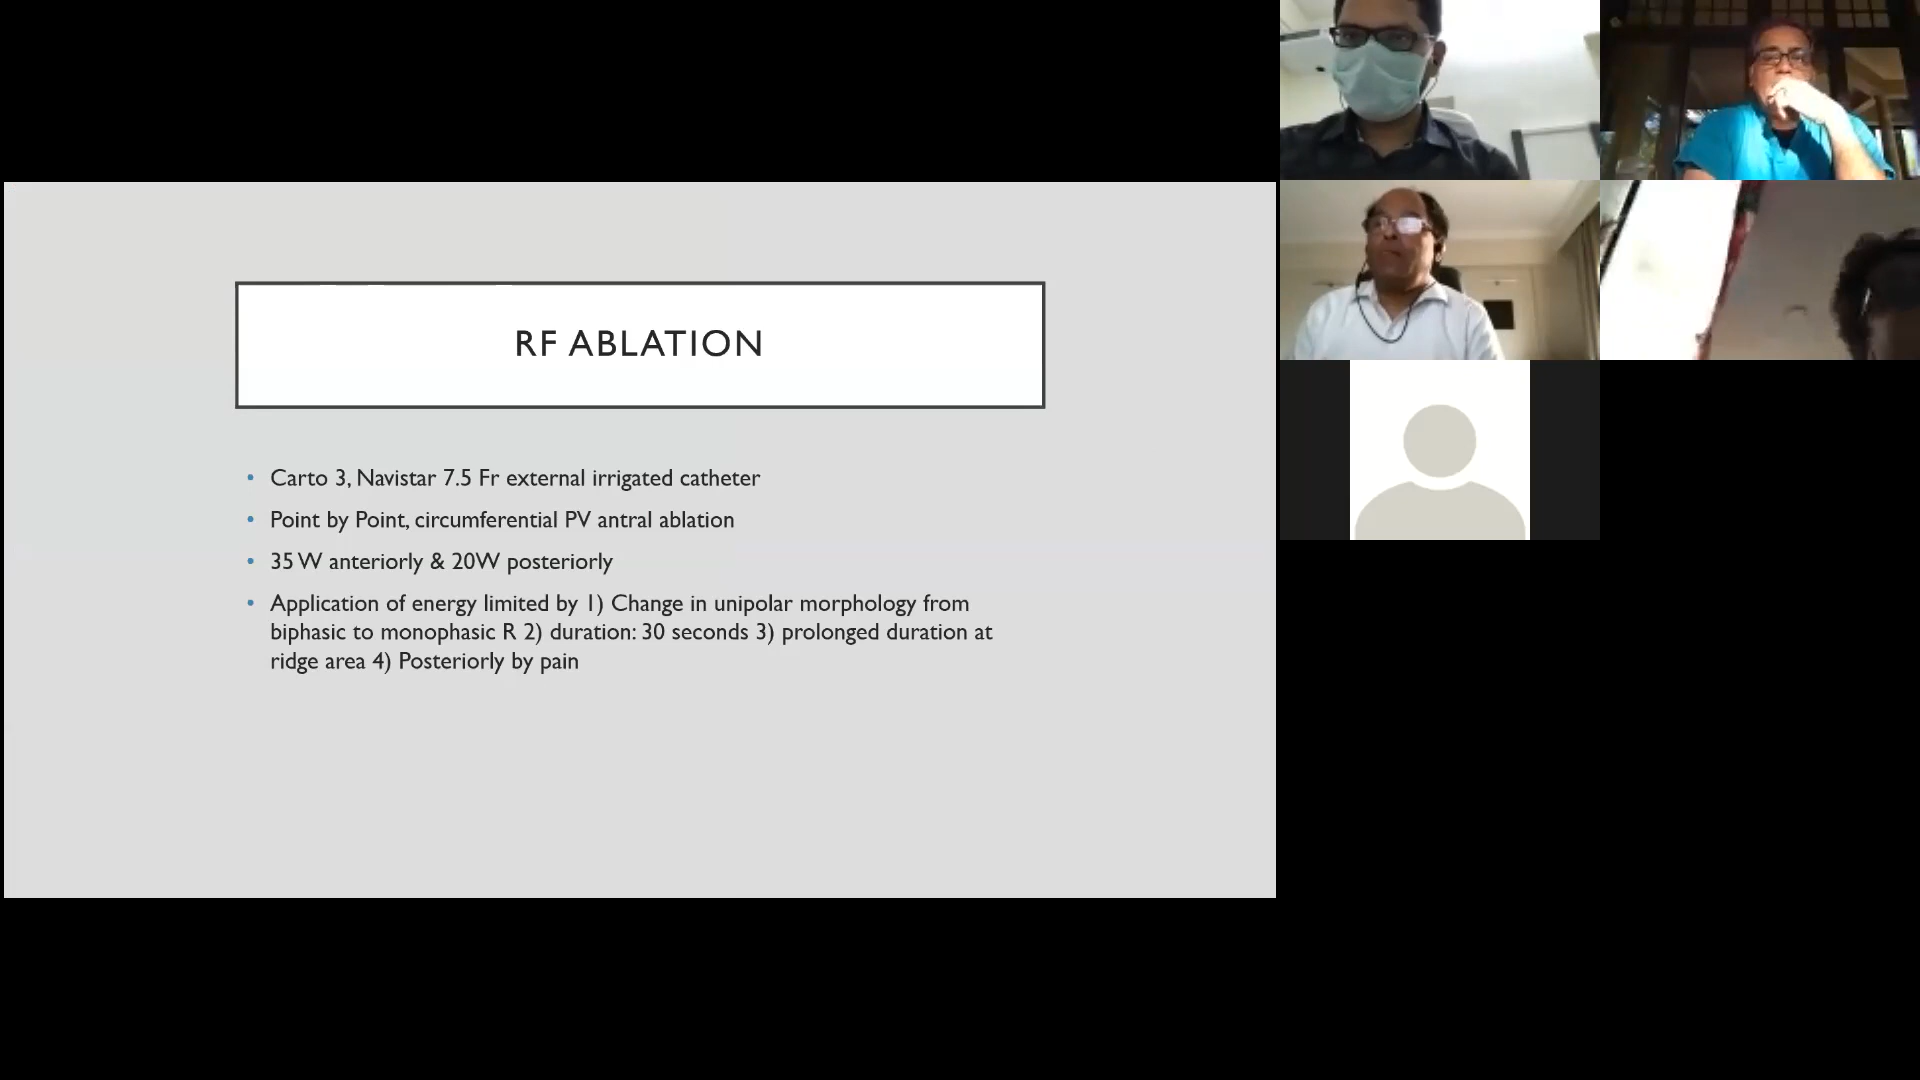 RF ABLATION
• Carto 3, Navistar 7.5 Fr external irrigated catheter
• Point by Point, circumferential PV antral ablation
• 35 W anteriorly & 20W posteriorly
• Application of energy limited by 1) Change in unipolar morphology from
biphasic to monophasic R 2) duration: 30 seconds 3) prolonged duration at
ridge area 4) Posteriorly by pain